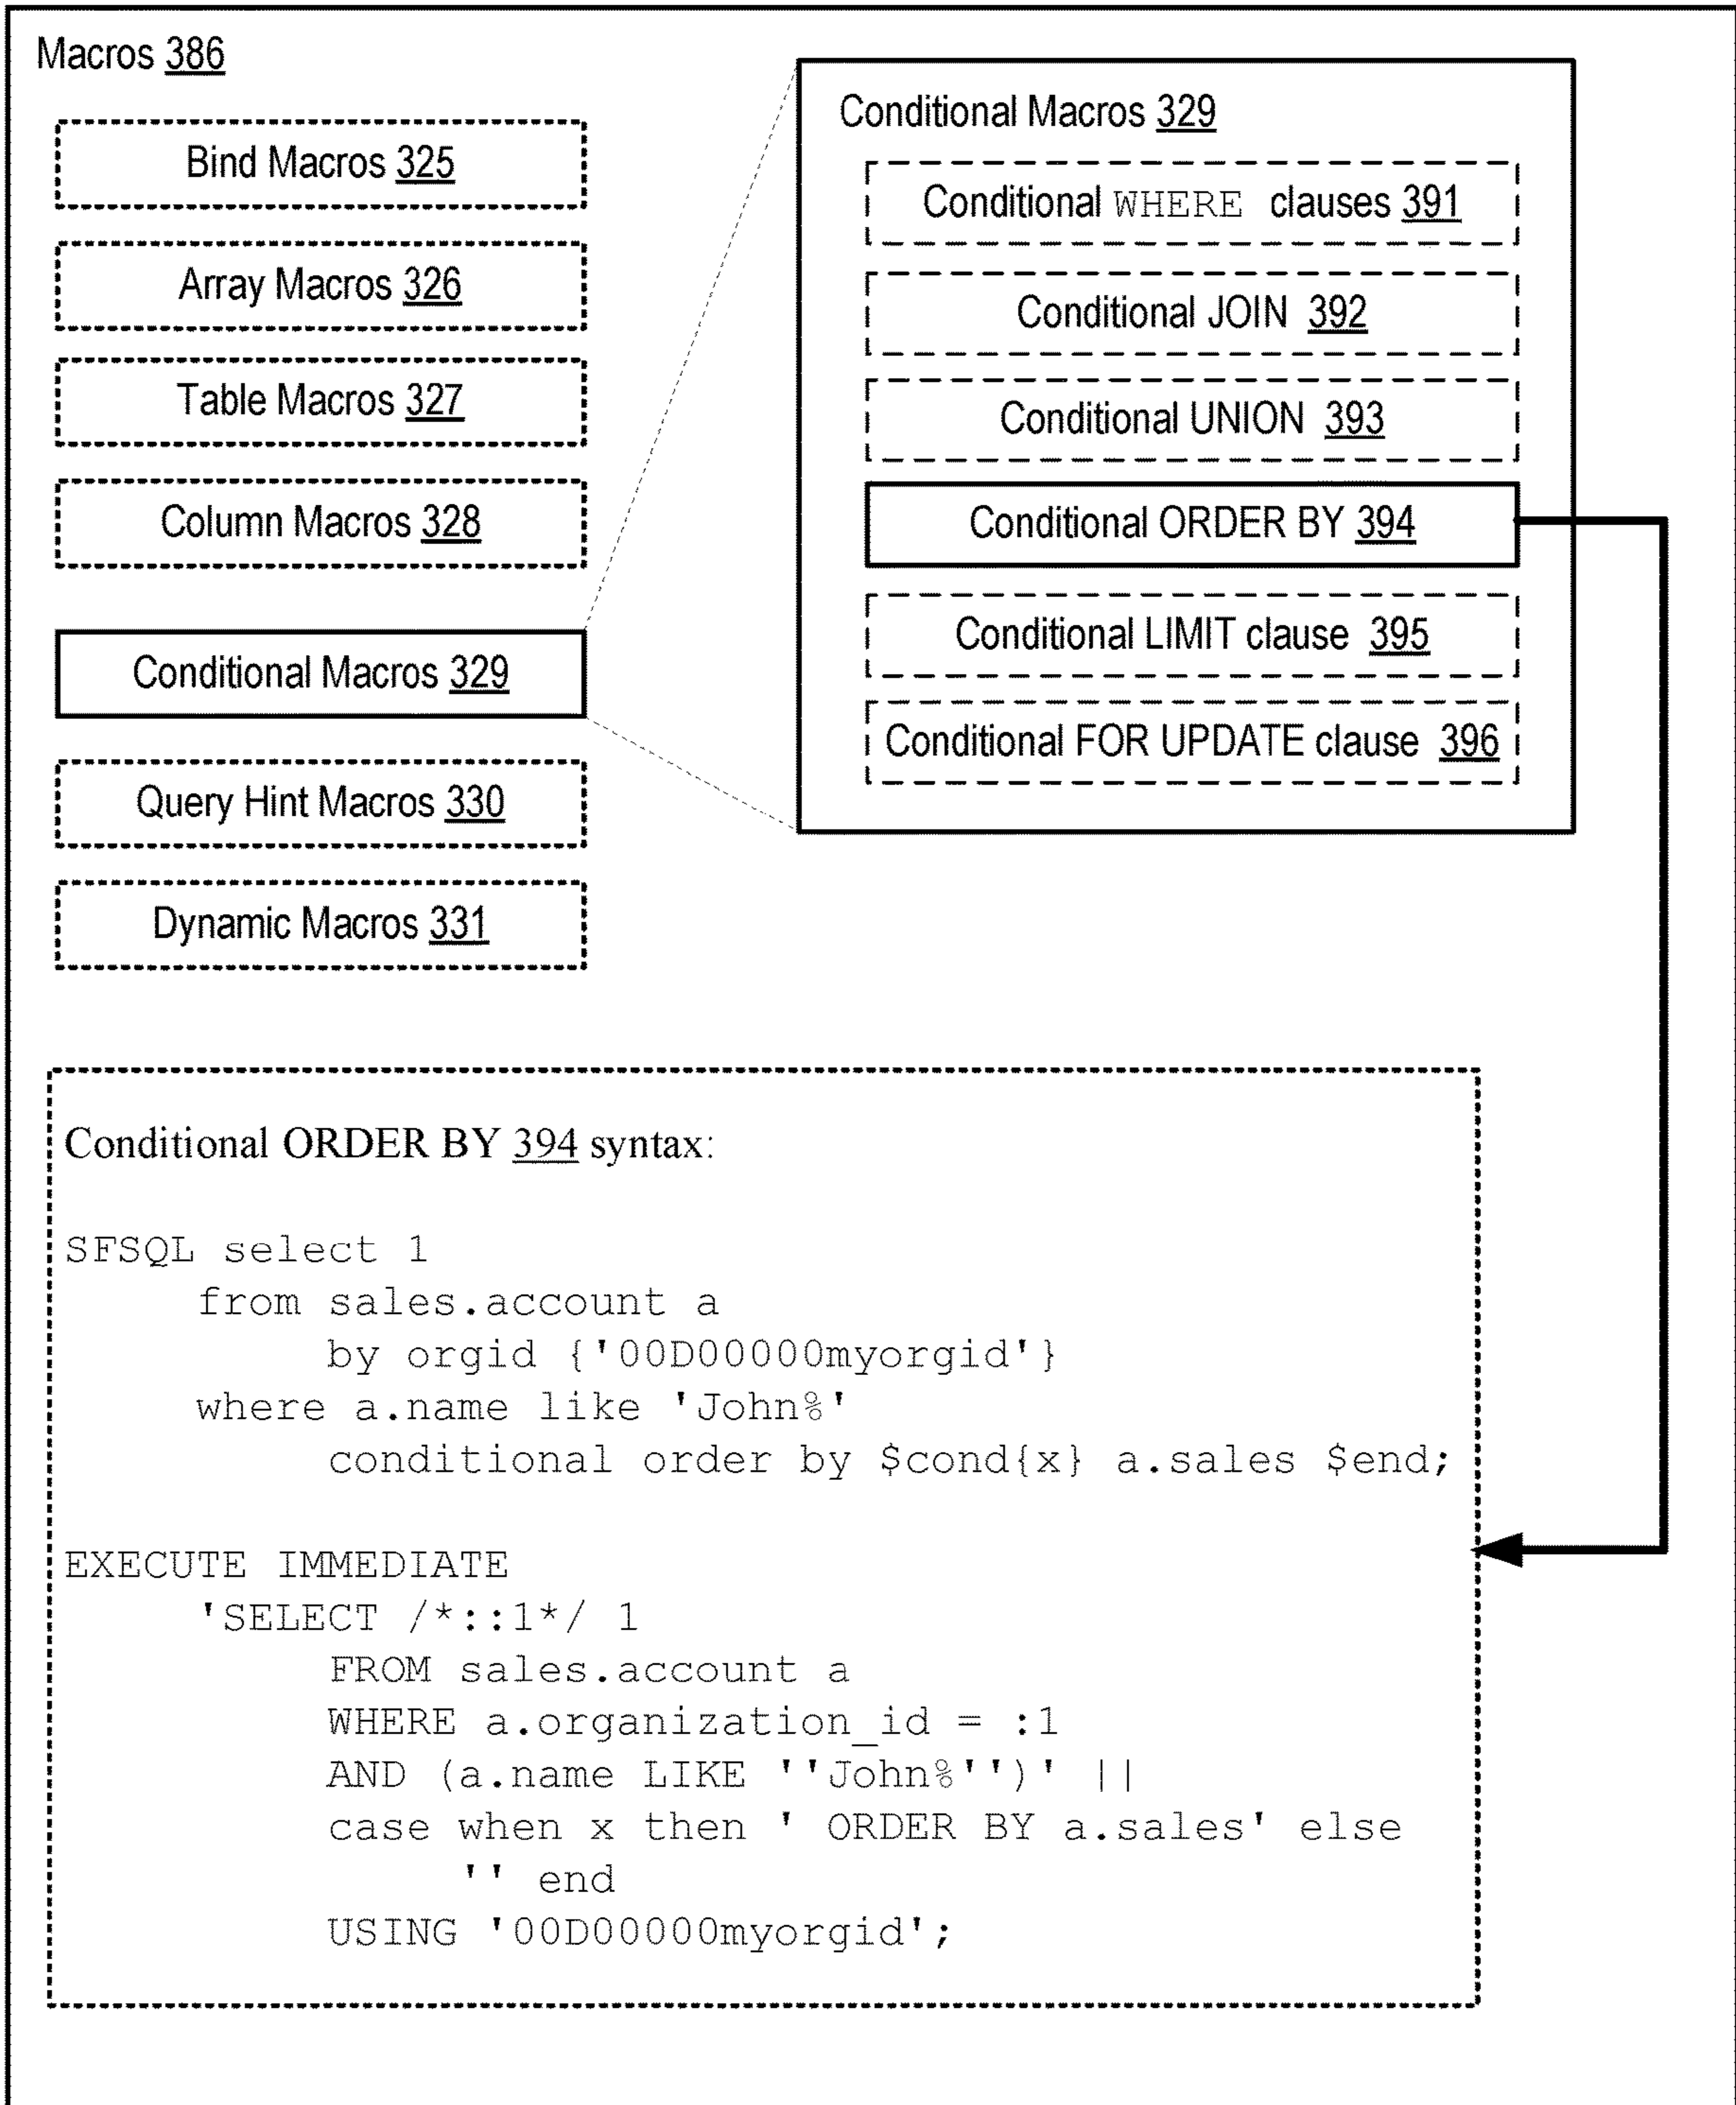 Macros 386
Bind Macros 325
Array Macros 326
Table Macros 327
Column Macros 328
Conditional Macros 329
Query Hint Macros 330
Dynamic Macros 331
Conditional Macros 329
Conditional WHERE clauses 391
Conditional JOIN 392
Conditional UNION 393
Conditional ORDER BY 394
Conditional LIMIT clause 395
Conditional FOR UPDATE clause 396
Conditional ORDER BY 394 syntax:
SFSQL select 1
from sales.account a
by orgid {'00D00000myorgid'}
where a.name like 'John%'
conditional order by $cond{x} a.sales $end;
EXECUTE IMMEDIATE
'SELECT /*::1*/ 1
FROM sales.account a
WHERE a.organization_id = :1
AND (a.name LIKE ''John%'')' ||
case when x then ' ORDER BY a.sales' else
'' end
USING '00D00000myorgid';